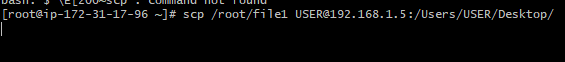 bash: $'\E[200~scp': command not found
[root@ip-172-31-17-96 ~]# scp /root/file1 USER@192.168.1.5:/Users/USER/Desktop/